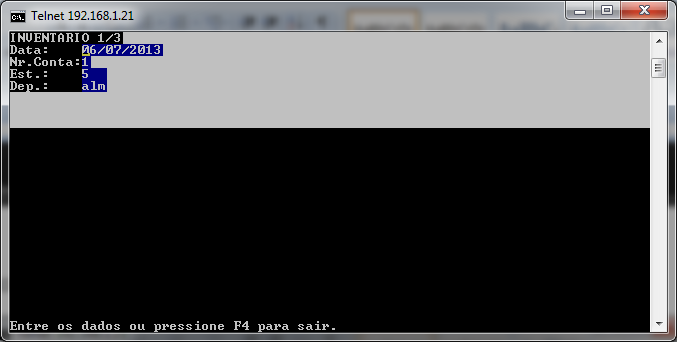 Telnet 192.168.1.21
INVENTARIO 1/3
Data: 06/07/2013
Nr.Conta:1
Est.: 5
Dep.: alm
Entre os dados ou pressione F4 para sair.